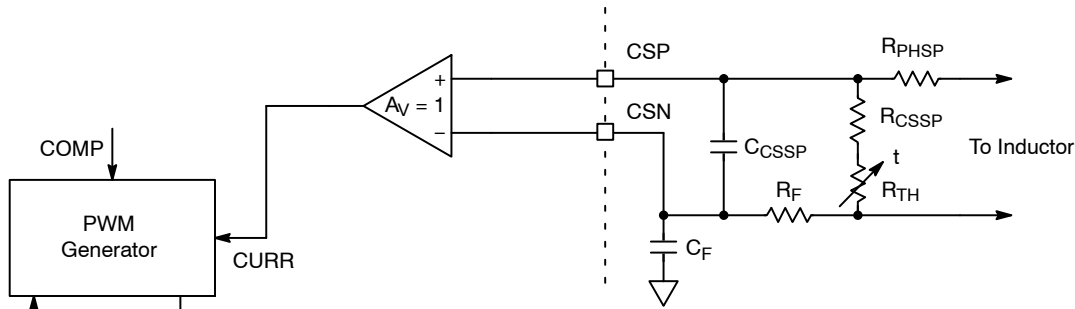 CSP
R_PHSP
+
A_V = 1
−
CSN
R_CSSP
COMP
C_CSSP
t
To Inductor
R_F
R_TH
PWM
Generator
CURR
C_F